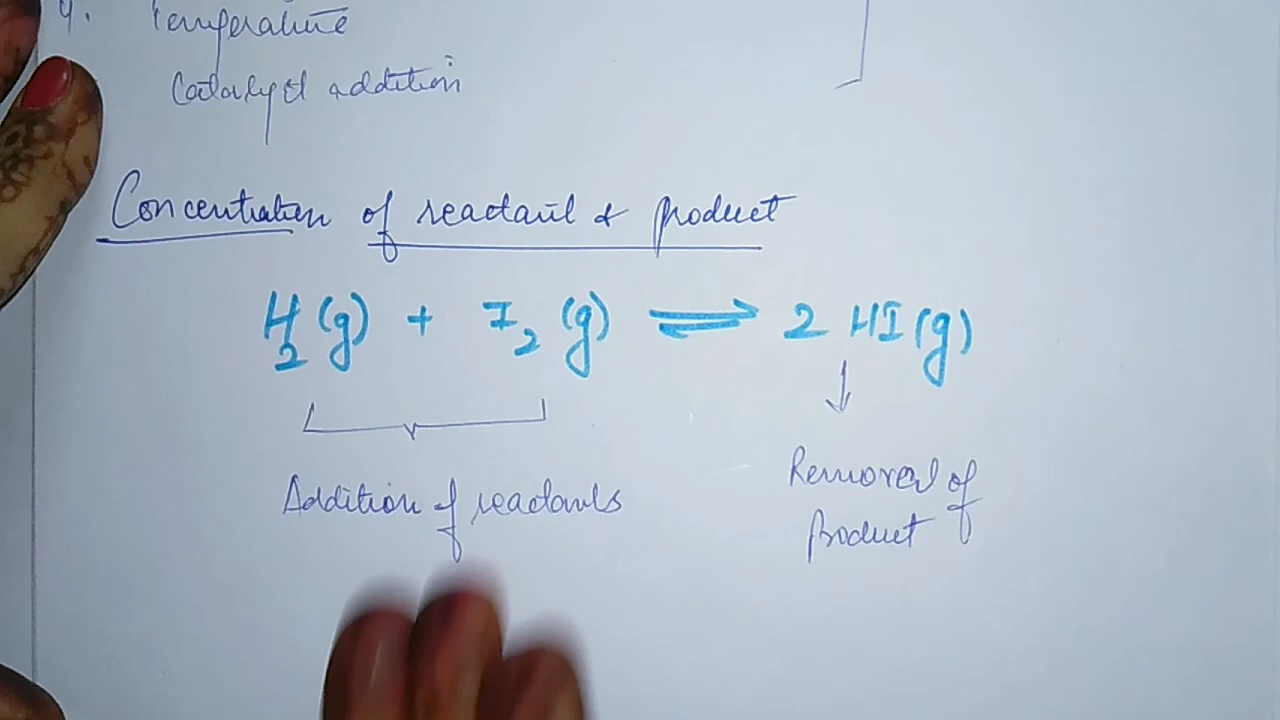 4. Temperature
Catalyst addition
Concentration of reactant & product
H2(g) + I2(g) ⇌ 2 HI(g)
Addition of reactants
Removal of
product